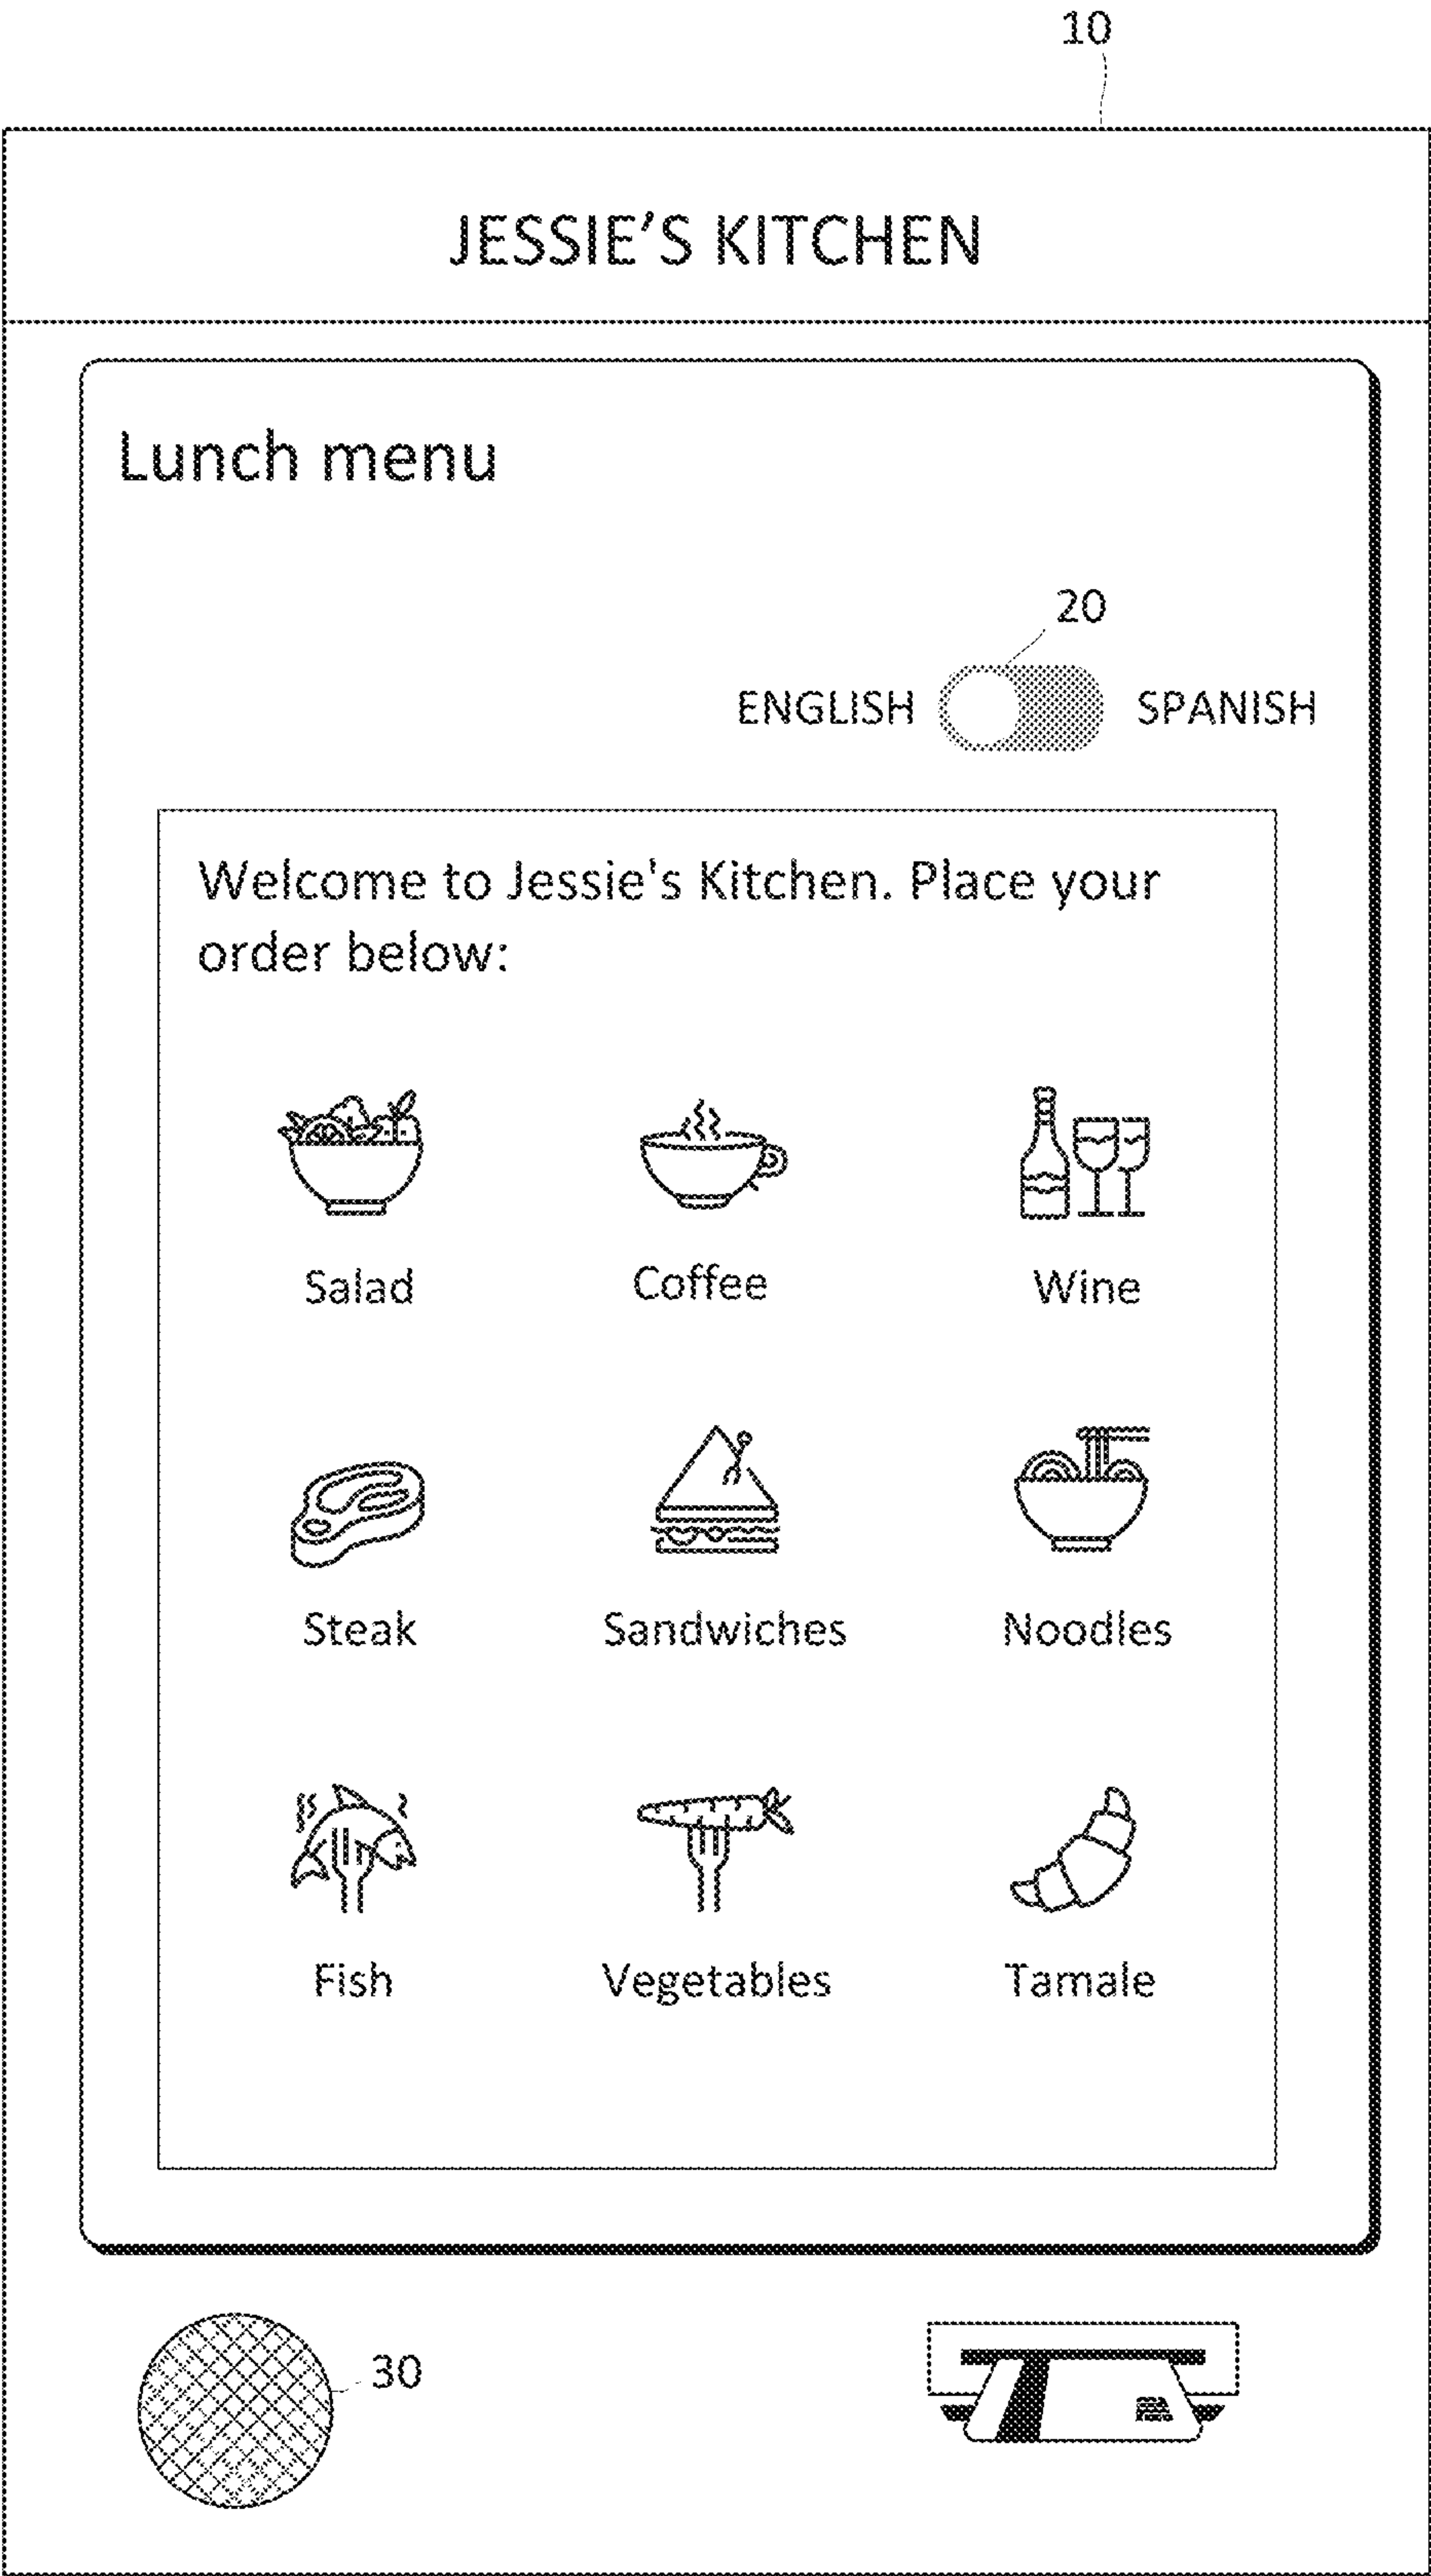 10
JESSIE’S KITCHEN
Lunch menu
20
ENGLISH SPANISH
Welcome to Jessie's Kitchen. Place your
order below:
Salad Coffee Wine
Steak Sandwiches Noodles
Fish Vegetables Tamale
30